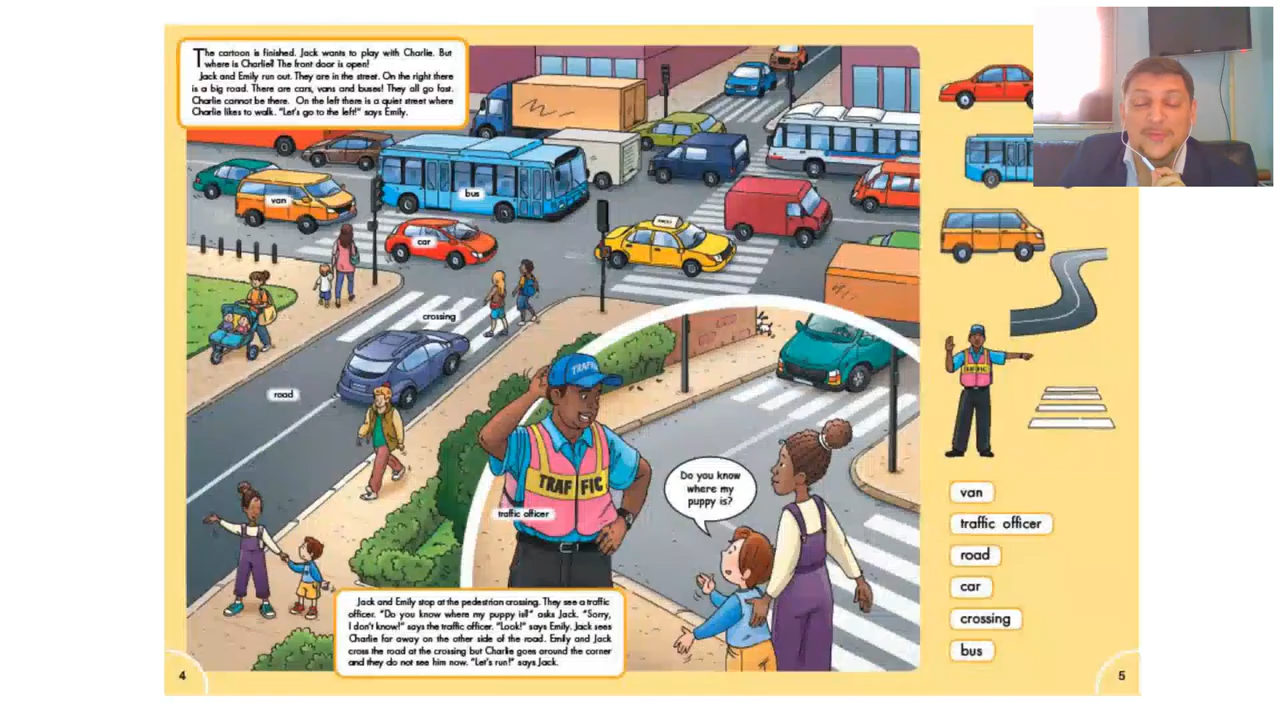 The cartoon is finished. Jack wants to play with Charlie. But
where is Charlie? The front door is open!
Jack and Emily run out. They are in the street. On the right there
is a big road. There are cars, vans and buses! They all go fast.
Charlie cannot be there. On the left there is a quiet street where
Charlie likes to walk. "Let's go to the left!" says Emily.
van
bus
car
crossing
road
TRAFFIC
TRAFFIC
traffic officer
Do you know
where my
puppy is?
Jack and Emily stop at the pedestrian crossing. They see a traffic
officer. "Do you know where my puppy is?" asks Jack. "Sorry,
I don't know!" says the traffic officer. "Look!" says Emily. Jack sees
Charlie far away on the other side of the road. Emily and Jack
cross the road at the crossing but Charlie goes around the corner
and they do not see him now. "Let's run!" says Jack.
4
TRAFFIC
van
traffic officer
road
car
crossing
bus
5